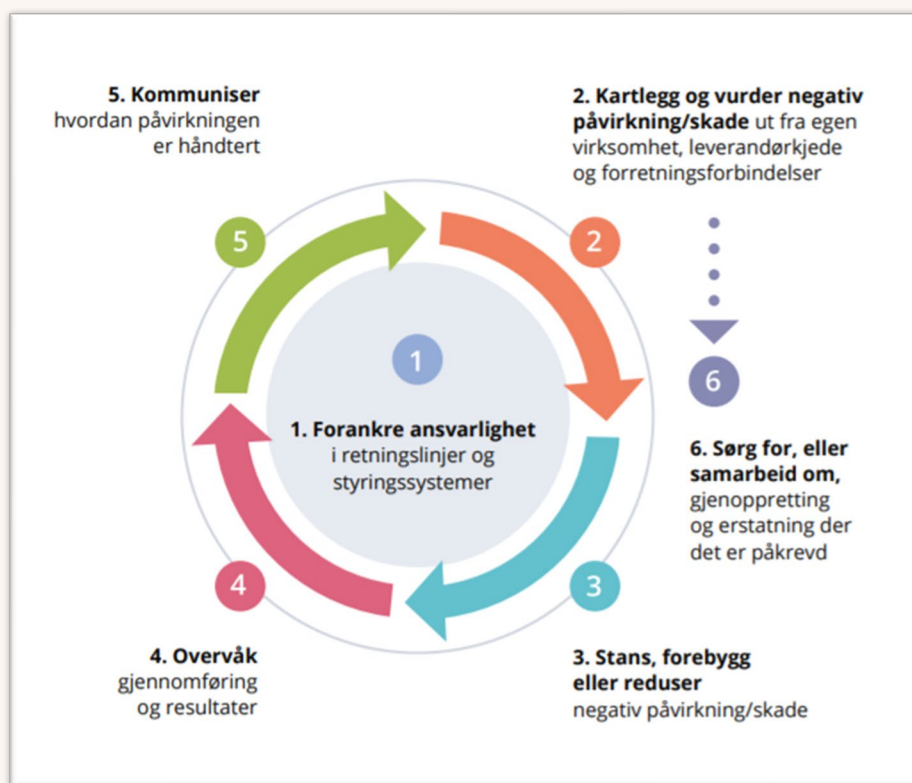 5. Kommuniser
hvordan påvirkningen
er håndtert
2. Kartlegg og vurder negativ
påvirkning/skade ut fra egen
virksomhet, leverandørkjede
og forretningsforbindelser
5
2
1
6
1. Forankre ansvarlighet
i retningslinjer og
styringssystemer
6. Sørg for, eller
samarbeid om,
gjenoppretting
og erstatning der
det er påkrevd
4
3
4. Overvåk
gjennomføring
og resultater
3. Stans, forebygg
eller reduser
negativ påvirkning/skade